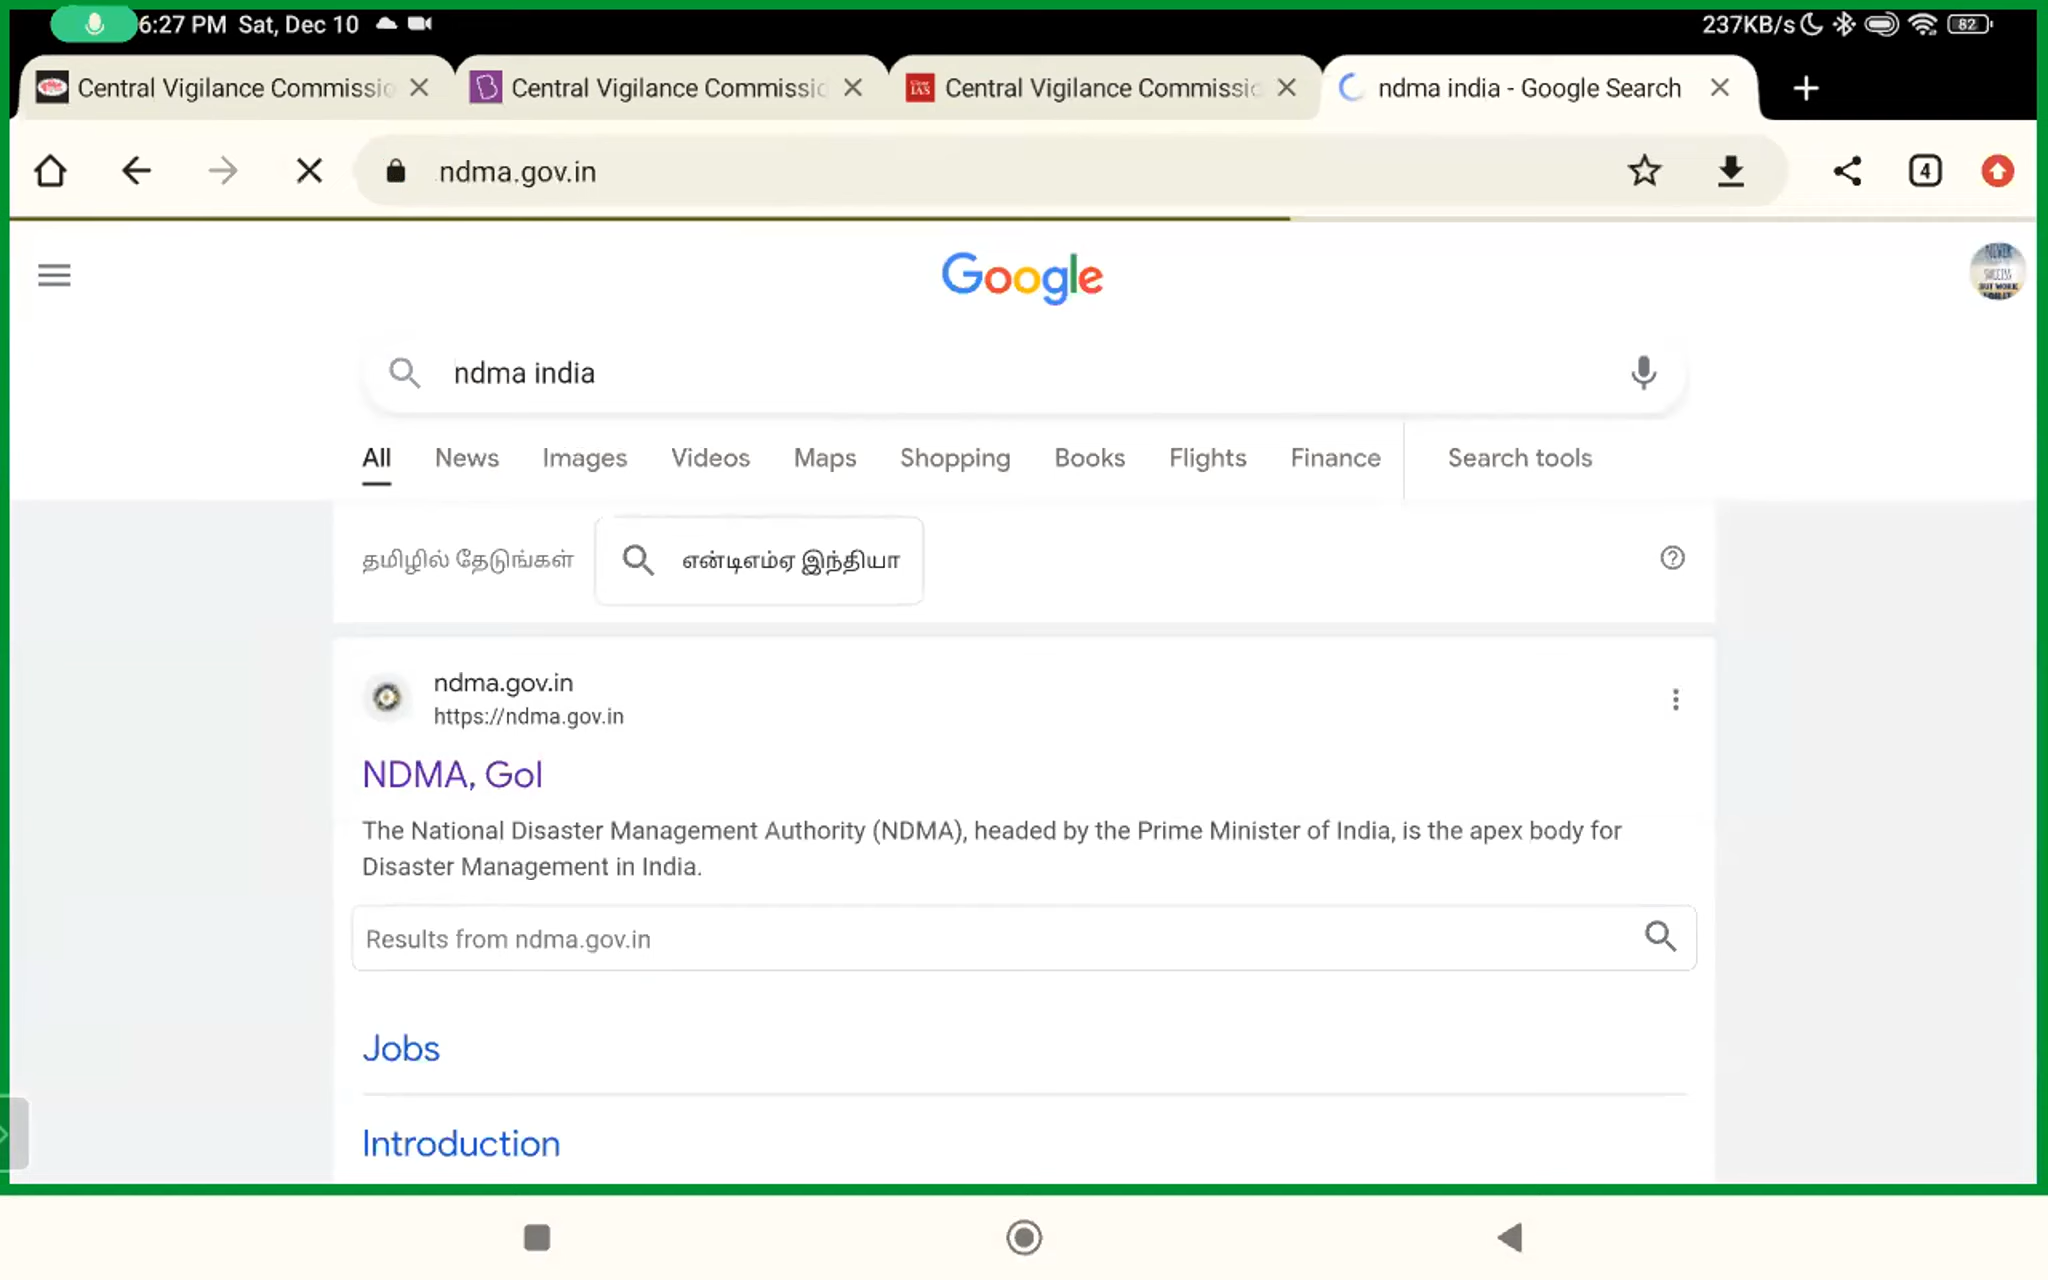 6:27 PM Sat, Dec 10
237KB/s 82
Central Vigilance Commissio
Central Vigilance Commissio
Central Vigilance Commissio
ndma india - Google Search
ndma.gov.in
4
Google
ndma india
All News Images Videos Maps Shopping Books Flights Finance Search tools
தமிழில் தேடுங்கள் என்டிஎம்ஏ இந்தியா
ndma.gov.in
https://ndma.gov.in
NDMA, GoI
The National Disaster Management Authority (NDMA), headed by the Prime Minister of India, is the apex body for
Disaster Management in India.
Results from ndma.gov.in
Jobs
Introduction